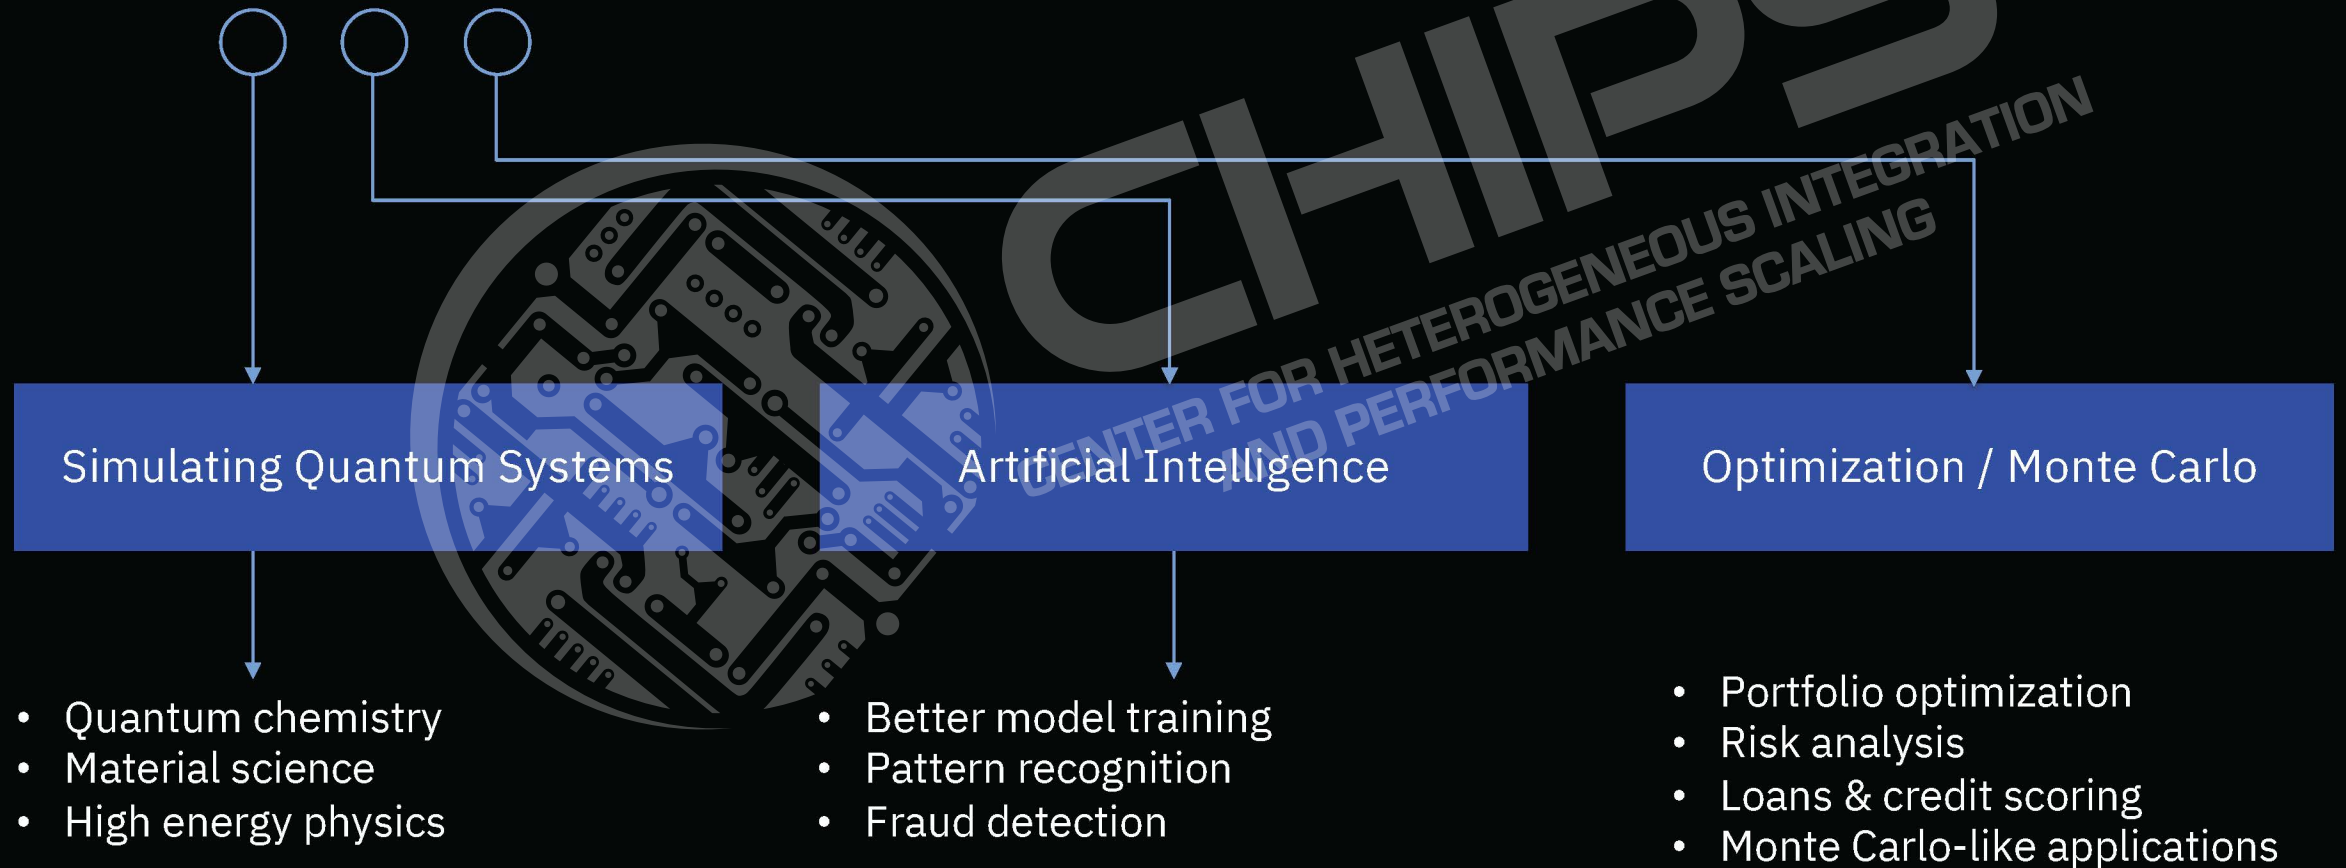 CHIPS
CENTER FOR HETEROGENEOUS INTEGRATION
AND PERFORMANCE SCALING
Simulating Quantum Systems
Artificial Intelligence
Optimization / Monte Carlo
• Quantum chemistry
• Material science
• High energy physics
• Better model training
• Pattern recognition
• Fraud detection
• Portfolio optimization
• Risk analysis
• Loans & credit scoring
• Monte Carlo-like applications